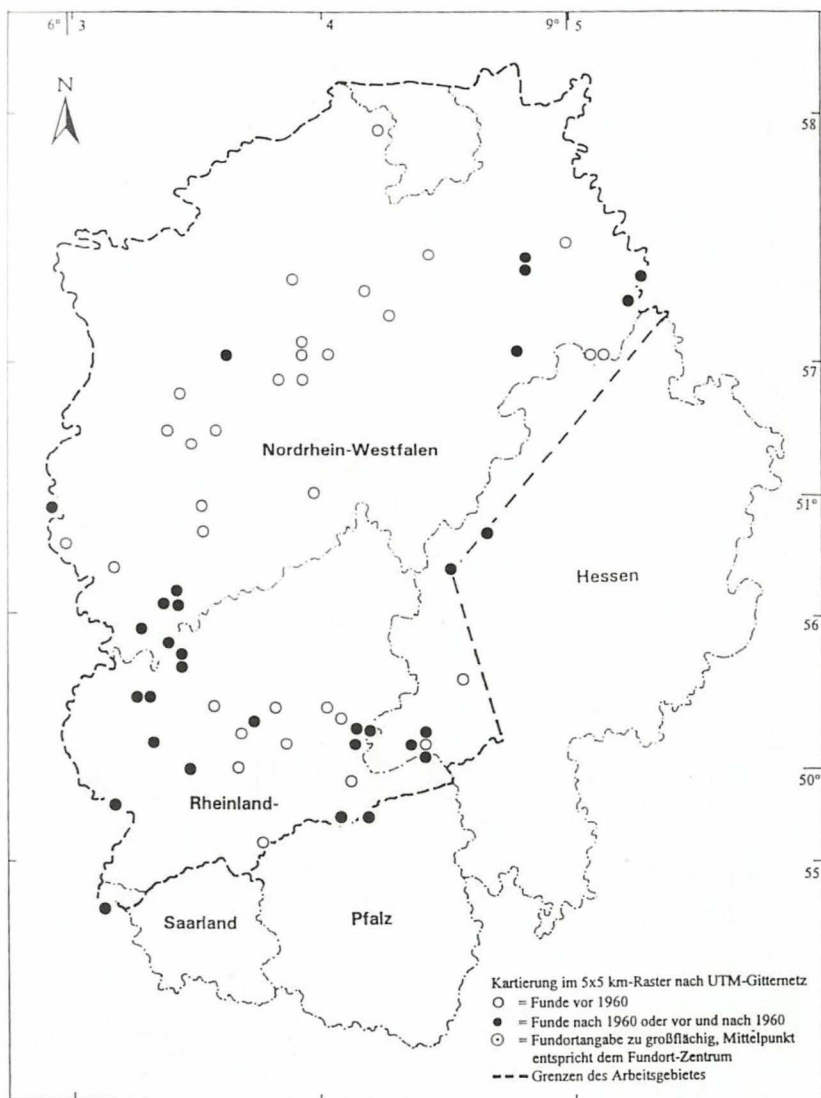 6° 3 4 9° 5
N
58
57
Nordrhein-Westfalen
51°
Hessen
56
50°
Rheinland-
55
Saarland
Pfalz
Kartierung im 5x5 km-Raster nach UTM-Gitternetz
○ = Funde vor 1960
● = Funde nach 1960 oder vor und nach 1960
⊙ = Fundortangabe zu großflächig, Mittelpunkt
entspricht dem Fundort-Zentrum
Grenzen des Arbeitsgebietes